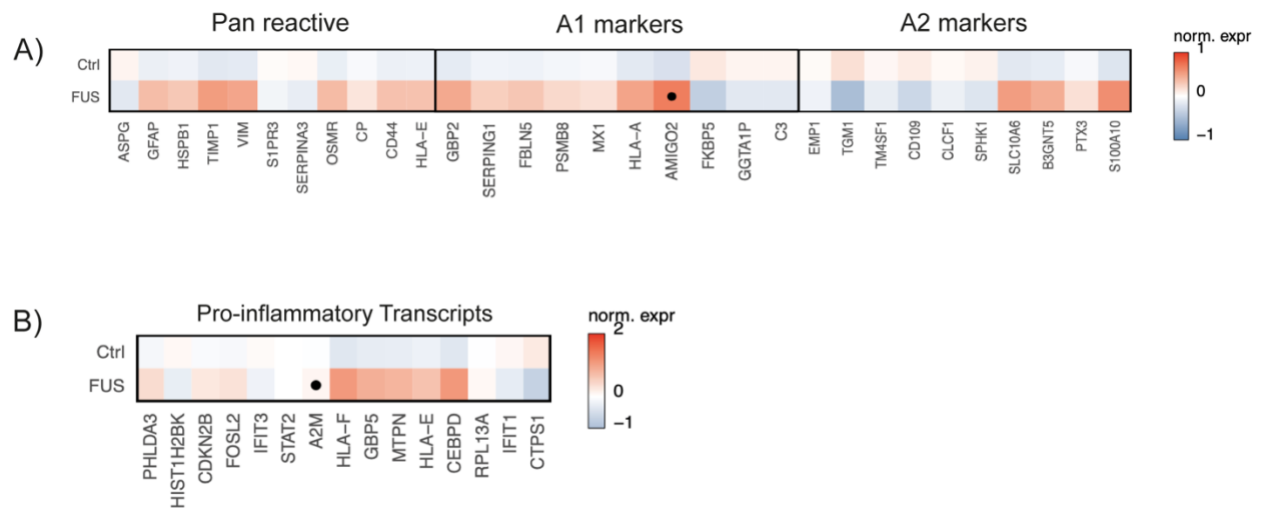 A)
Pan reactive
A1 markers
A2 markers
norm. expr
1
0
−1
Ctrl
FUS
ASPG
GFAP
HSPB1
TIMP1
VIM
S1PR3
SERPINA3
OSMR
CP
CD44
HLA−E
GBP2
SERPING1
FBLN5
PSMB8
MX1
HLA−A
AMIGO2
FKBP5
GGTA1P
C3
EMP1
TGM1
TM4SF1
CD109
CLCF1
SPHK1
SLC10A6
B3GNT5
PTX3
S100A10
B)
Pro-inflammatory Transcripts
norm. expr
2
0
−1
Ctrl
FUS
PHLDA3
HIST1H2BK
CDKN2B
FOSL2
IFIT3
STAT2
A2M
HLA−F
GBP5
MTPN
HLA−E
CEBPD
RPL13A
IFIT1
CTPS1